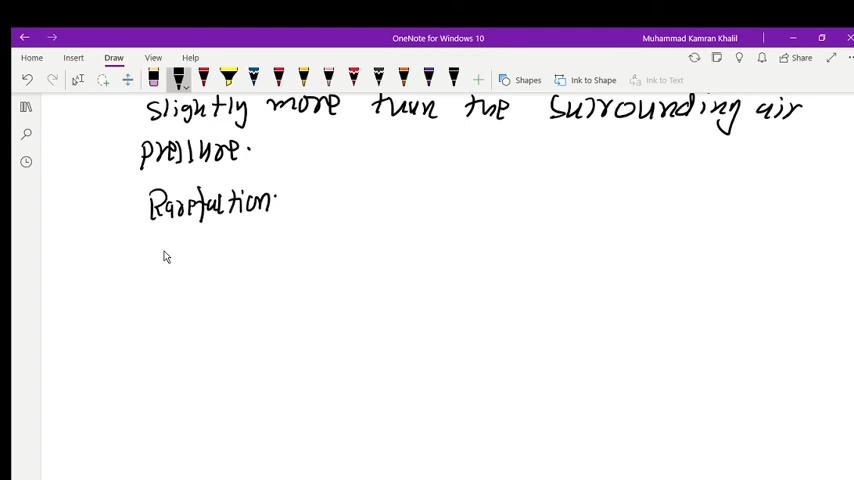 OneNote for Windows 10
Muhammad Kamran Khalil
Home Insert Draw View Help
Share
Shapes
Ink to Shape
Ink to Text
slightly more than the surrounding air
pressure.
Rarefaction.